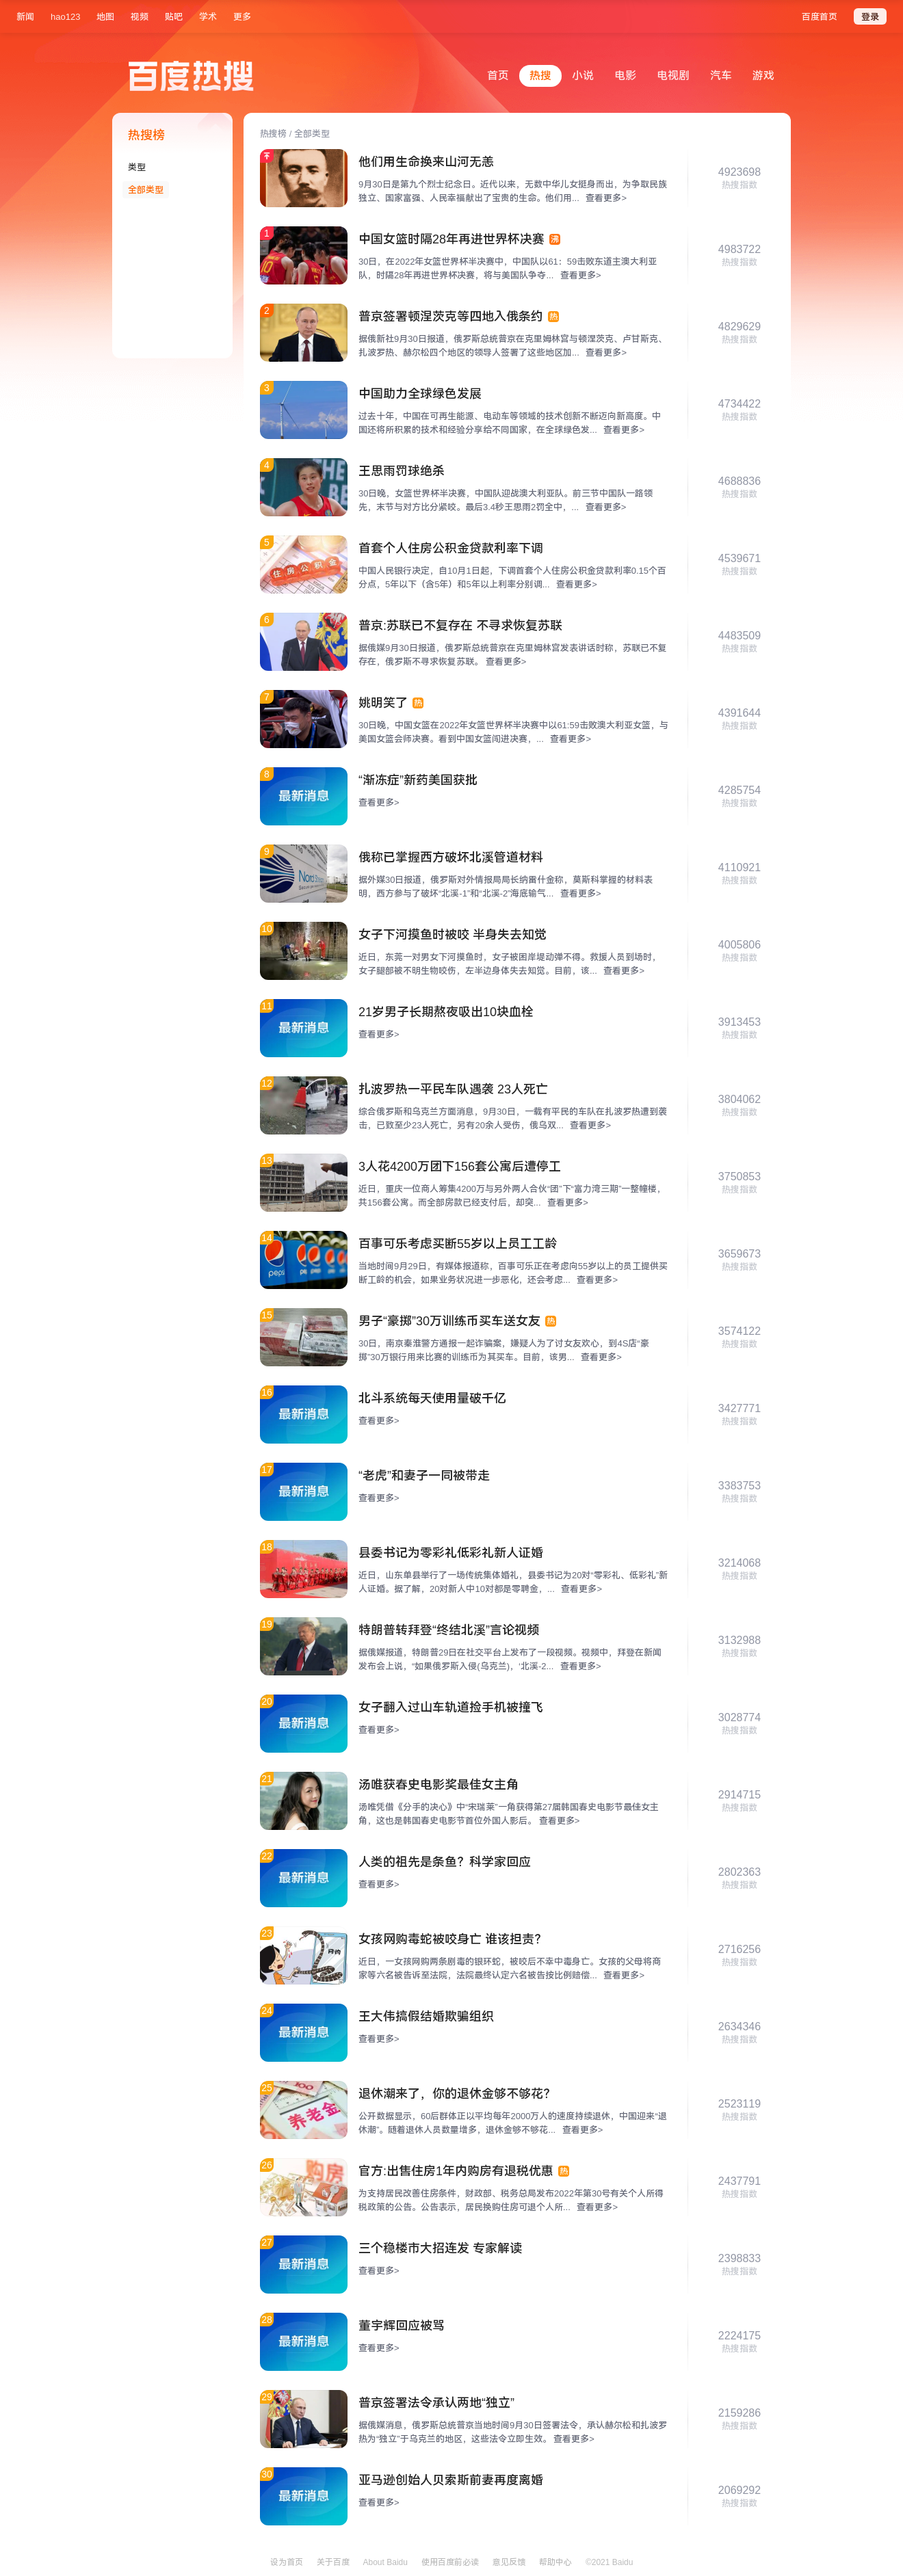 新闻 hao123 地图 视频 贴吧 学术 更多 百度首页 登录
百度热搜
首页 热搜 小说 电影 电视剧 汽车 游戏
热搜榜
类型
全部类型
热搜榜 / 全部类型
他们用生命换来山河无恙
9月30日是第九个烈士纪念日。近代以来，无数中华儿女挺身而出，为争取民族
独立、国家富强、人民幸福献出了宝贵的生命。他们用... 查看更多>
4923698
热搜指数
1
中国女篮时隔28年再进世界杯决赛 沸
30日，在2022年女篮世界杯半决赛中，中国队以61：59击败东道主澳大利亚
队，时隔28年再进世界杯决赛，将与美国队争夺... 查看更多>
4983722
热搜指数
2
普京签署顿涅茨克等四地入俄条约 热
据俄新社9月30日报道，俄罗斯总统普京在克里姆林宫与顿涅茨克、卢甘斯克、
扎波罗热、赫尔松四个地区的领导人签署了这些地区加... 查看更多>
4829629
热搜指数
3
中国助力全球绿色发展
过去十年，中国在可再生能源、电动车等领域的技术创新不断迈向新高度。中
国还将所积累的技术和经验分享给不同国家，在全球绿色发... 查看更多>
4734422
热搜指数
4
王思雨罚球绝杀
30日晚，女篮世界杯半决赛，中国队迎战澳大利亚队。前三节中国队一路领
先，末节与对方比分紧咬。最后3.4秒王思雨2罚全中，... 查看更多>
4688836
热搜指数
5
住房公积金
首套个人住房公积金贷款利率下调
中国人民银行决定，自10月1日起，下调首套个人住房公积金贷款利率0.15个百
分点，5年以下（含5年）和5年以上利率分别调... 查看更多>
4539671
热搜指数
6
普京:苏联已不复存在 不寻求恢复苏联
据俄媒9月30日报道，俄罗斯总统普京在克里姆林宫发表讲话时称，苏联已不复
存在，俄罗斯不寻求恢复苏联。 查看更多>
4483509
热搜指数
7
姚明笑了 热
30日晚，中国女篮在2022年女篮世界杯半决赛中以61:59击败澳大利亚女篮，与
美国女篮会师决赛。看到中国女篮闯进决赛，... 查看更多>
4391644
热搜指数
8
最新消息
“渐冻症”新药美国获批
查看更多>
4285754
热搜指数
9
俄称已掌握西方破坏北溪管道材料
据外媒30日报道，俄罗斯对外情报局局长纳雷什金称，莫斯科掌握的材料表
明，西方参与了破坏“北溪-1”和“北溪-2”海底输气... 查看更多>
4110921
热搜指数
10
女子下河摸鱼时被咬 半身失去知觉
近日，东莞一对男女下河摸鱼时，女子被困岸堤动弹不得。救援人员到场时，
女子腿部被不明生物咬伤，左半边身体失去知觉。目前，该... 查看更多>
4005806
热搜指数
11
最新消息
21岁男子长期熬夜吸出10块血栓
查看更多>
3913453
热搜指数
12
扎波罗热一平民车队遇袭 23人死亡
综合俄罗斯和乌克兰方面消息，9月30日，一载有平民的车队在扎波罗热遭到袭
击，已致至少23人死亡，另有20余人受伤，俄乌双... 查看更多>
3804062
热搜指数
13
3人花4200万团下156套公寓后遭停工
近日，重庆一位商人筹集4200万与另外两人合伙“团”下“富力湾三期”一整幢楼，
共156套公寓。而全部房款已经支付后，却突... 查看更多>
3750853
热搜指数
14
百事可乐考虑买断55岁以上员工工龄
当地时间9月29日，有媒体报道称，百事可乐正在考虑向55岁以上的员工提供买
断工龄的机会，如果业务状况进一步恶化，还会考虑... 查看更多>
3659673
热搜指数
15
男子“豪掷”30万训练币买车送女友 热
30日，南京秦淮警方通报一起诈骗案，嫌疑人为了讨女友欢心，到4S店“豪
掷”30万银行用来比赛的训练币为其买车。目前，该男... 查看更多>
3574122
热搜指数
16
最新消息
北斗系统每天使用量破千亿
查看更多>
3427771
热搜指数
17
最新消息
“老虎”和妻子一同被带走
查看更多>
3383753
热搜指数
18
县委书记为零彩礼低彩礼新人证婚
近日，山东单县举行了一场传统集体婚礼，县委书记为20对“零彩礼、低彩礼”新
人证婚。据了解，20对新人中10对都是零聘金，... 查看更多>
3214068
热搜指数
19
特朗普转拜登“终结北溪”言论视频
据俄媒报道，特朗普29日在社交平台上发布了一段视频。视频中，拜登在新闻
发布会上说，“如果俄罗斯入侵(乌克兰)，‘北溪-2... 查看更多>
3132988
热搜指数
20
最新消息
女子翻入过山车轨道捡手机被撞飞
查看更多>
3028774
热搜指数
21
汤唯获春史电影奖最佳女主角
汤唯凭借《分手的决心》中“宋瑞莱”一角获得第27届韩国春史电影节最佳女主
角，这也是韩国春史电影节首位外国人影后。 查看更多>
2914715
热搜指数
22
最新消息
人类的祖先是条鱼？科学家回应
查看更多>
2802363
热搜指数
23
女孩网购毒蛇被咬身亡 谁该担责？
近日，一女孩网购两条剧毒的银环蛇，被咬后不幸中毒身亡。女孩的父母将商
家等六名被告诉至法院，法院最终认定六名被告按比例赔偿... 查看更多>
2716256
热搜指数
24
最新消息
王大伟搞假结婚欺骗组织
查看更多>
2634346
热搜指数
25
养老金
退休潮来了，你的退休金够不够花？
公开数据显示，60后群体正以平均每年2000万人的速度持续退休，中国迎来“退
休潮”。随着退休人员数量增多，退休金够不够花... 查看更多>
2523119
热搜指数
26
购房
官方:出售住房1年内购房有退税优惠 热
为支持居民改善住房条件，财政部、税务总局发布2022年第30号有关个人所得
税政策的公告。公告表示，居民换购住房可退个人所... 查看更多>
2437791
热搜指数
27
最新消息
三个稳楼市大招连发 专家解读
查看更多>
2398833
热搜指数
28
最新消息
董宇辉回应被骂
查看更多>
2224175
热搜指数
29
普京签署法令承认两地“独立”
据俄媒消息，俄罗斯总统普京当地时间9月30日签署法令，承认赫尔松和扎波罗
热为“独立”于乌克兰的地区，这些法令立即生效。 查看更多>
2159286
热搜指数
30
最新消息
亚马逊创始人贝索斯前妻再度离婚
查看更多>
2069292
热搜指数
设为首页 关于百度 About Baidu 使用百度前必读 意见反馈 帮助中心 ©2021 Baidu